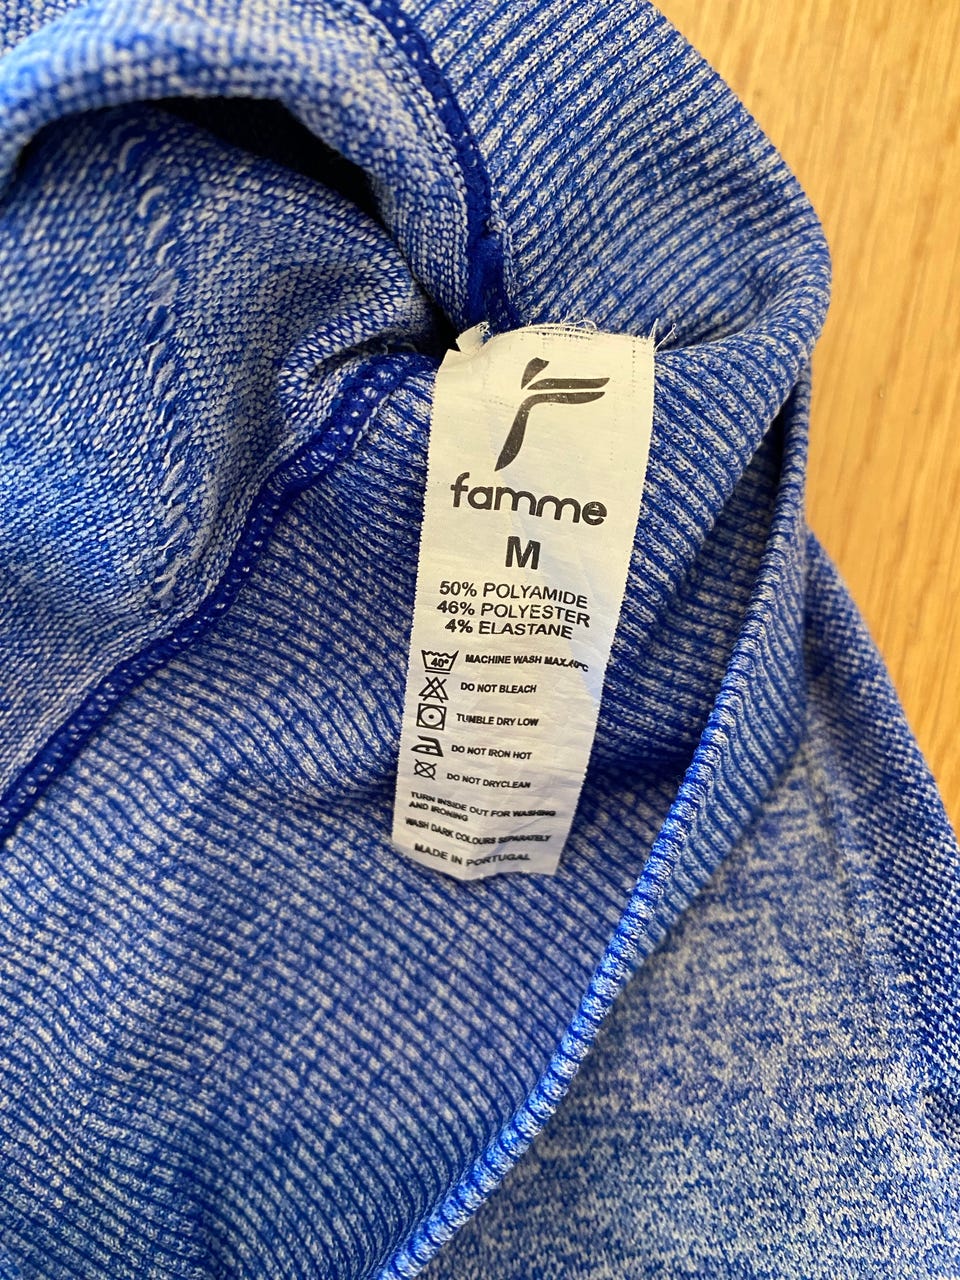 famme
M
50% POLYAMIDE
46% POLYESTER
4% ELASTANE
40° MACHINE WASH MAX.40°C
DO NOT BLEACH
TUMBLE DRY LOW
DO NOT IRON HOT
DO NOT DRYCLEAN
TURN INSIDE OUT FOR WASHING
AND IRONING
WASH DARK COLOURS SEPARATELY
MADE IN PORTUGAL